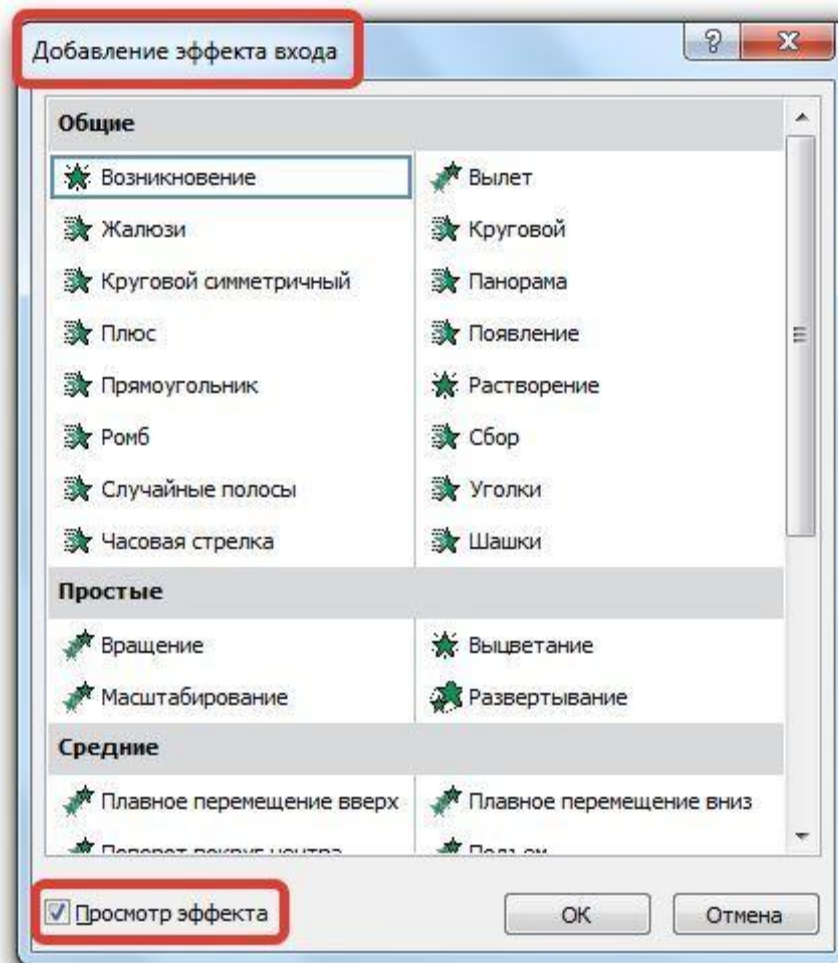 Добавление эффекта входа
Общие
Возникновение Вылет
Жалюзи Круговой
Круговой симметричный Панорама
Плюс Появление
Прямоугольник Растворение
Ромб Сбор
Случайные полосы Уголки
Часовая стрелка Шашки
Простые
Вращение Выцветание
Масштабирование Развертывание
Средние
Плавное перемещение вверх Плавное перемещение вниз
Просмотр эффекта ОК Отмена